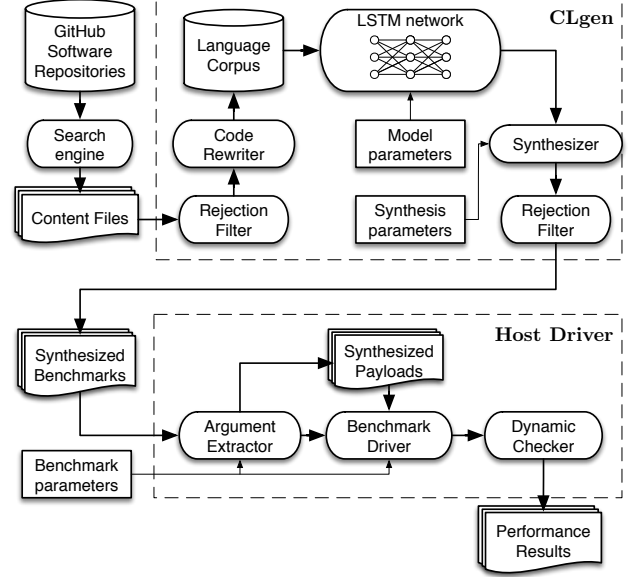 GitHub
Software
Repositories
Search
engine
Content Files
CLgen
Language
Corpus
LSTM network
Code
Rewriter
Rejection
Filter
Model
parameters
Synthesizer
Synthesis
parameters
Rejection
Filter
Synthesized
Benchmarks
Host Driver
Synthesized
Payloads
Argument
Extractor
Benchmark
Driver
Dynamic
Checker
Benchmark
parameters
Performance
Results